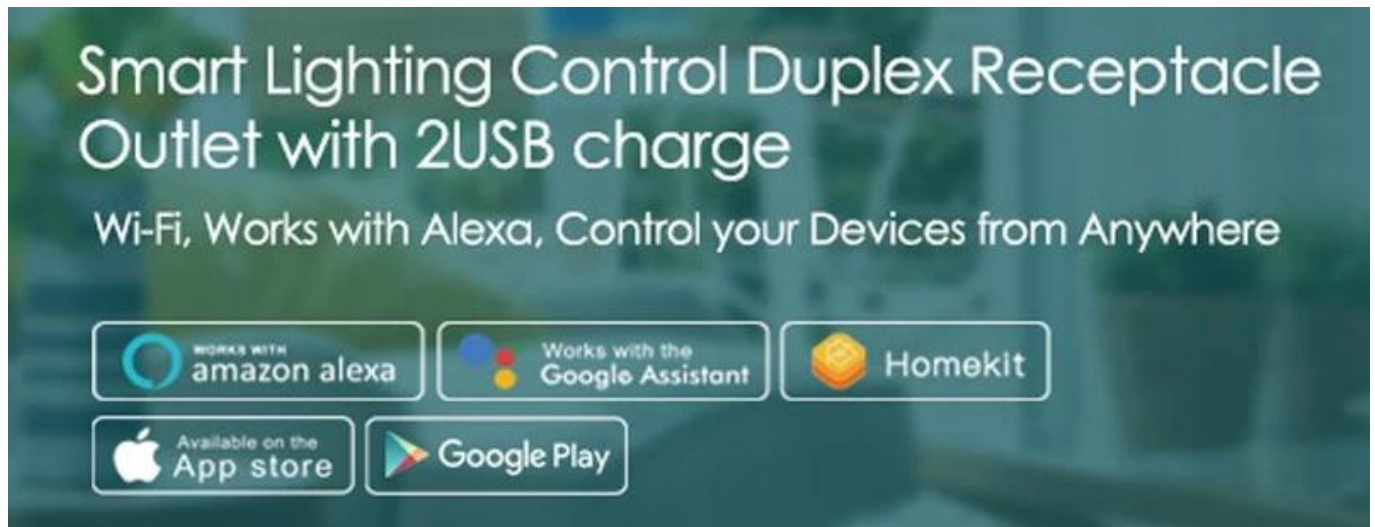 Smart Lighting Control Duplex Receptacle
Outlet with 2USB charge
Wi-Fi, Works with Alexa, Control your Devices from Anywhere
WORKS WITH
amazon alexa
Works with the
Google Assistant
Homekit
Available on the
App store
Google Play